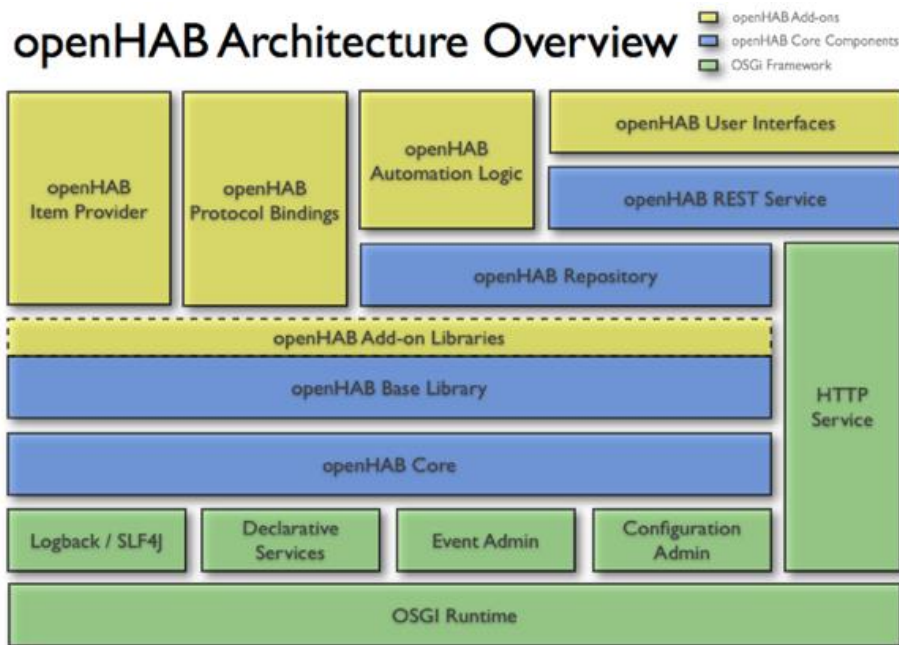 openHAB Architecture Overview
openHAB Add-ons
openHAB Core Components
OSGi Framework
openHAB
Item Provider
openHAB
Protocol Bindings
openHAB
Automation Logic
openHAB User Interfaces
openHAB REST Service
openHAB Repository
openHAB Add-on Libraries
openHAB Base Library
HTTP
Service
openHAB Core
Logback / SLF4J
Declarative
Services
Event Admin
Configuration
Admin
OSGI Runtime